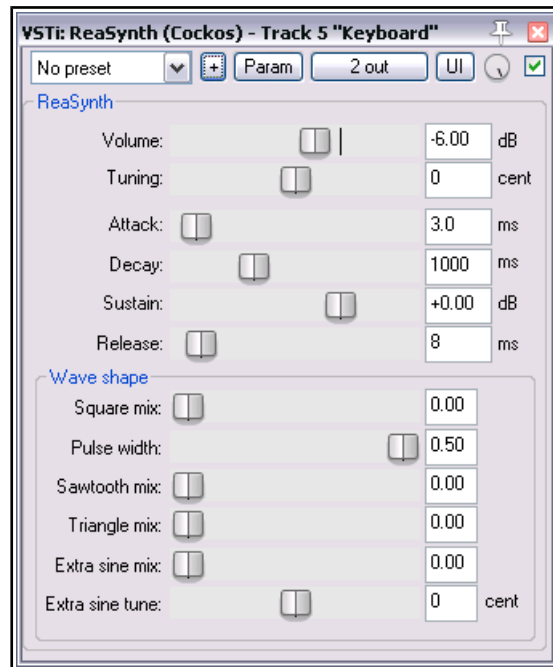 VSTi: ReaSynth (Cockos) - Track 5 "Keyboard"
No preset + Param 2 out UI
ReaSynth
Volume: -6.00 dB
Tuning: 0 cent
Attack: 3.0 ms
Decay: 1000 ms
Sustain: +0.00 dB
Release: 8 ms
Wave shape
Square mix: 0.00
Pulse width: 0.50
Sawtooth mix: 0.00
Triangle mix: 0.00
Extra sine mix: 0.00
Extra sine tune: 0 cent